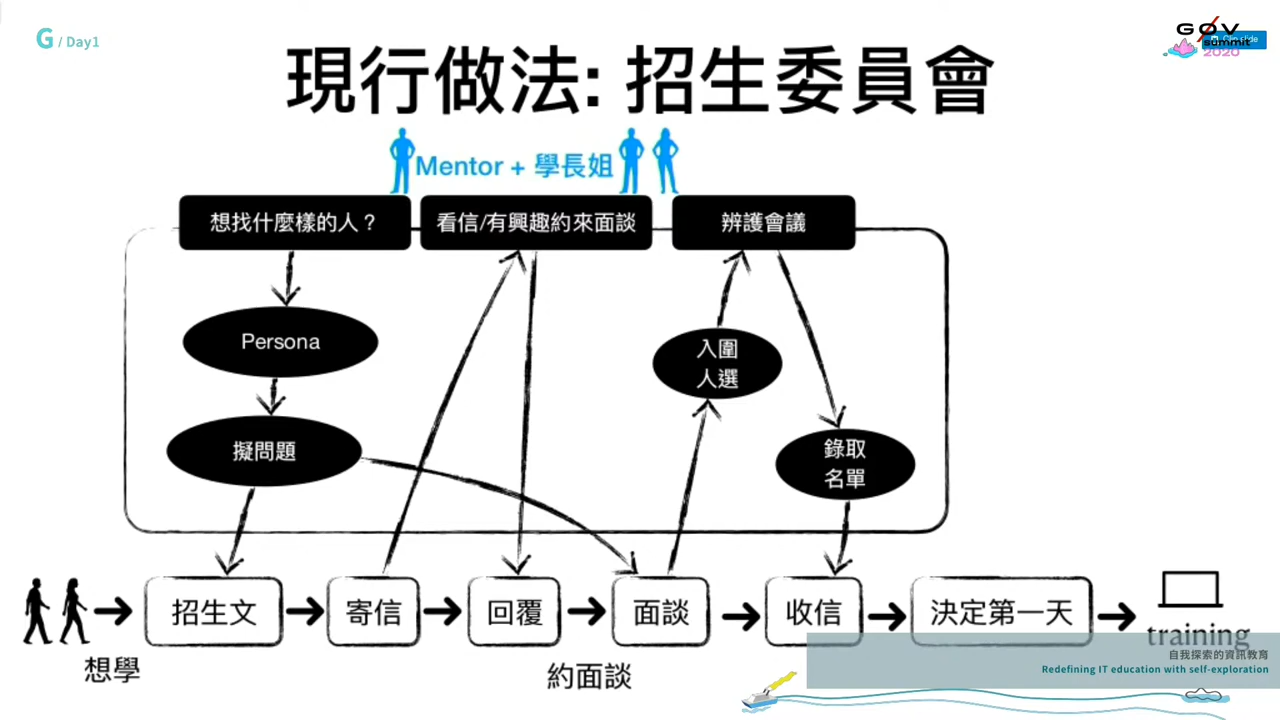 G / Day1
GØV
summit
2020
現行做法: 招生委員會
Mentor + 學長姐
想找什麼樣的人？
看信/有興趣約來面談
辨護會議
Persona
入圍
人選
擬問題
錄取
名單
招生文
寄信
回覆
面談
收信
決定第一天
training
想學
約面談
自我探索的資訊教育
Redefining IT education with self-exploration